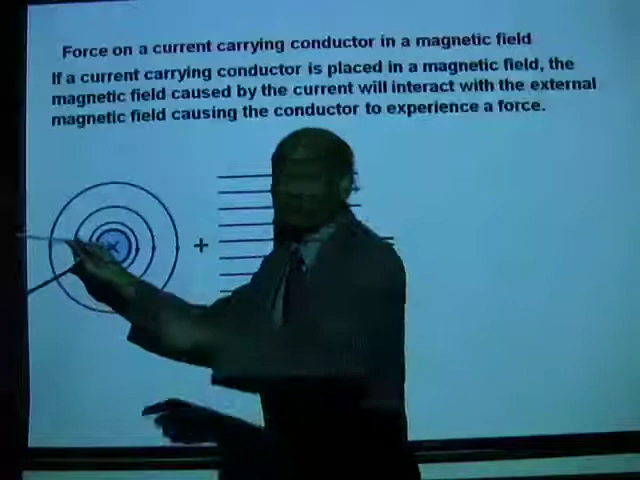 Force on a current carrying conductor in a magnetic field
If a current carrying conductor is placed in a magnetic field, the
magnetic field caused by the current will interact with the external
magnetic field causing the conductor to experience a force.
+